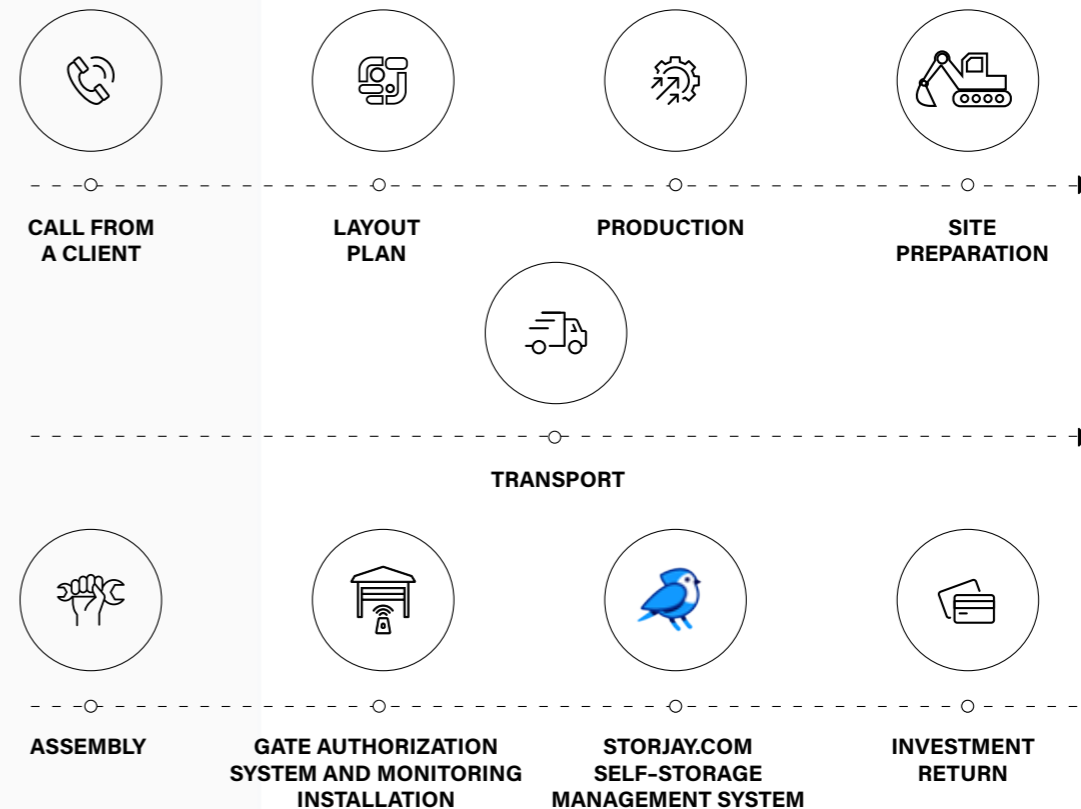 CALL FROM
A CLIENT
LAYOUT
PLAN
PRODUCTION
SITE
PREPARATION
TRANSPORT
ASSEMBLY
GATE AUTHORIZATION
SYSTEM AND MONITORING
INSTALLATION
STORJAY.COM
SELF-STORAGE
MANAGEMENT SYSTEM
INVESTMENT
RETURN